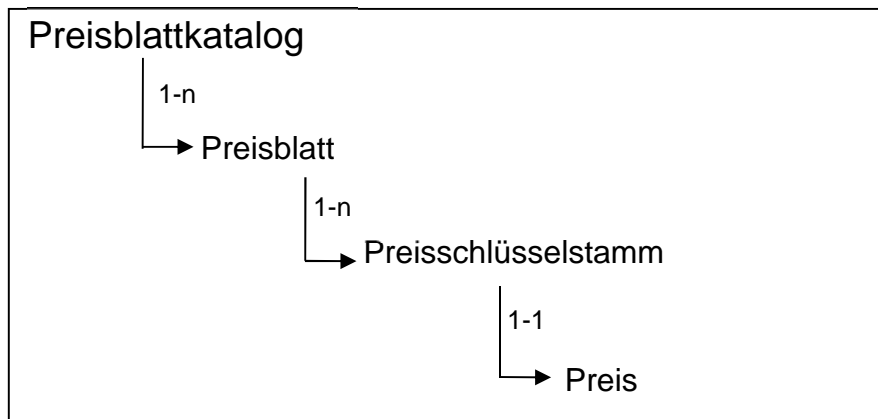 Preisblattkatalog
1-n
Preisblatt
1-n
Preisschlüsselstamm
1-1
Preis